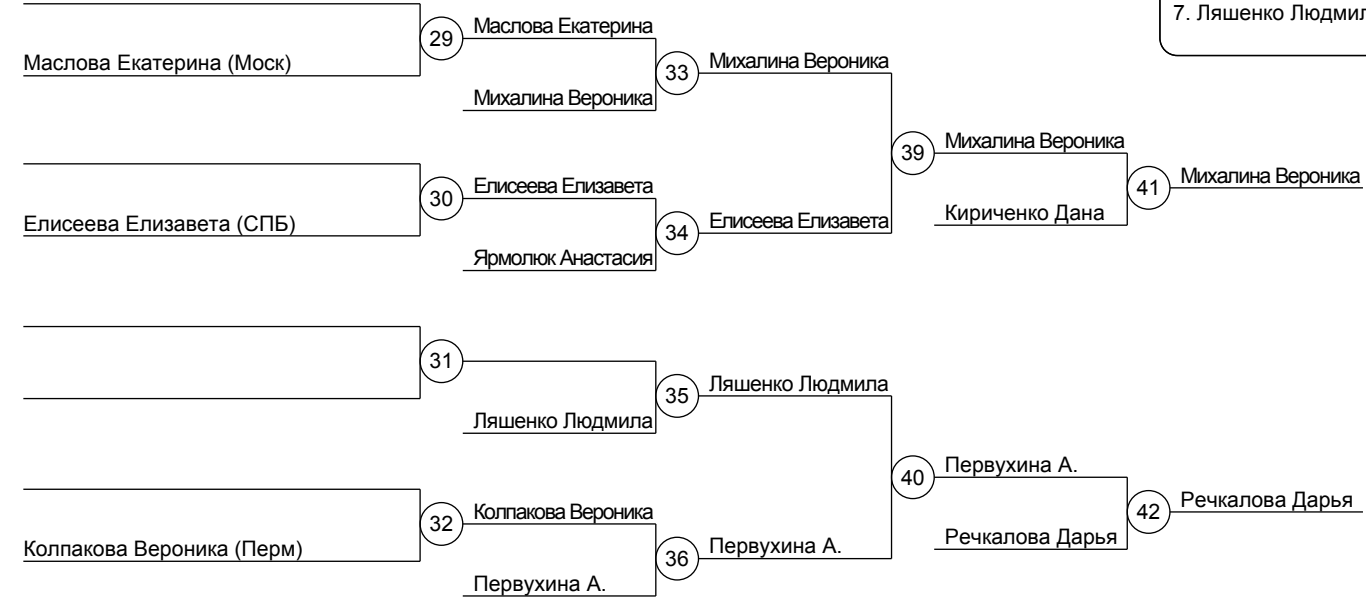 7. Ляшенко
Маслова Екатерина
29
Михалина Вероника
Маслова Екатерина (Моск)
33
Михалина Вероника
Михалина Вероника
39
Михалина Вероника
Елисеева Елизавета
41
30
Елисеева Елизавета
Кириченко Дана
Елисеева Елизавета (СПБ)
34
Ярмолюк Анастасия
31
Ляшенко Людмила
35
Ляшенко Людмила
Первухина А.
40
Колпакова Вероника
Речкалова Дарья
32
42
Первухина А.
Речкалова Дарья
Колпакова Вероника (Перм)
36
Первухина А.